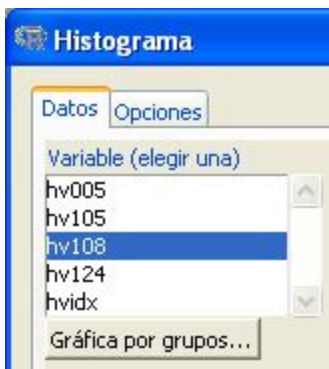 Histograma
Datos Opciones
Variable (elegir una)
hv005
hv105
hv108
hv124
hvidx
Gráfica por grupos...